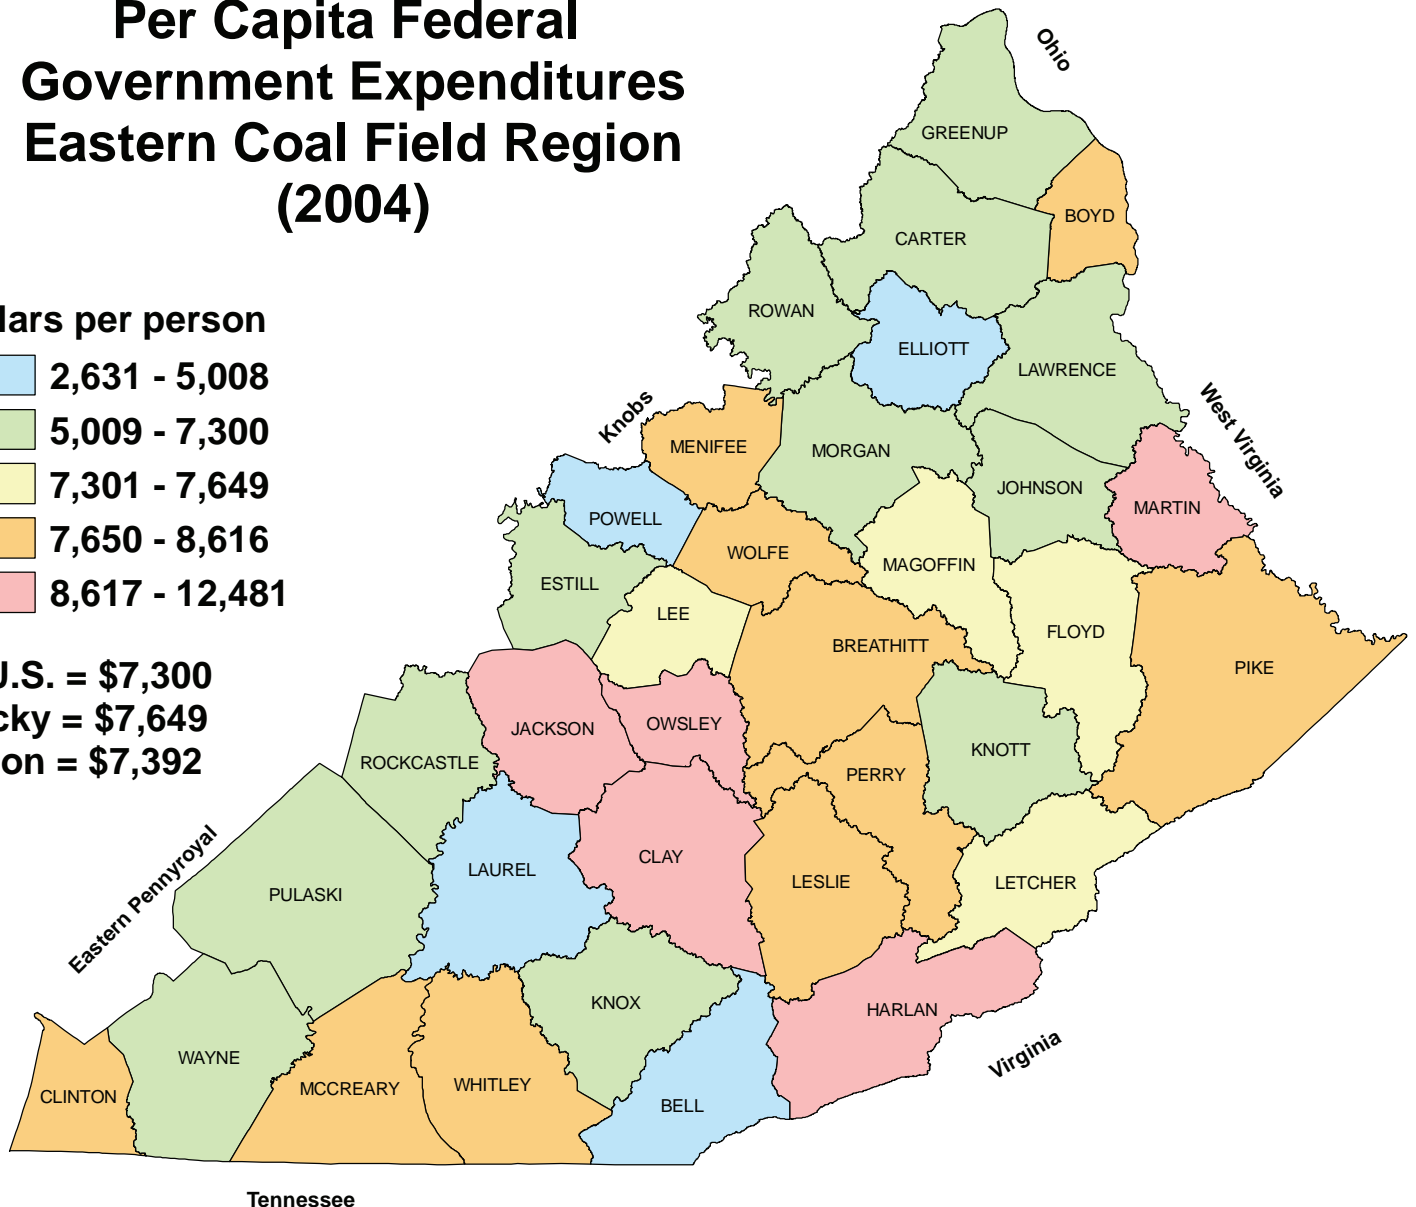 Per Capita Federal
Government Expenditures
Eastern Coal Field Region
(2004)
lars per person
2,631 - 5,008
5,009 - 7,300
7,301 - 7,649
7,650 - 8,616
8,617 - 12,481
U.S. = $7,300
cky = $7,649
on = $7,392
Ohio
GREENUP
BOYD
CARTER
ROWAN
ELLIOTT
LAWRENCE
Knobs
West Virginia
MENIFEE
MORGAN
JOHNSON
MARTIN
POWELL
WOLFE
MAGOFFIN
ESTILL
LEE
FLOYD
BREATHITT
PIKE
JACKSON
OWSLEY
KNOTT
ROCKCASTLE
PERRY
Eastern Pennyroyal
CLAY
LAUREL
LESLIE
LETCHER
PULASKI
KNOX
HARLAN
Virginia
WAYNE
WHITLEY
MCCREARY
CLINTON
BELL
Tennessee